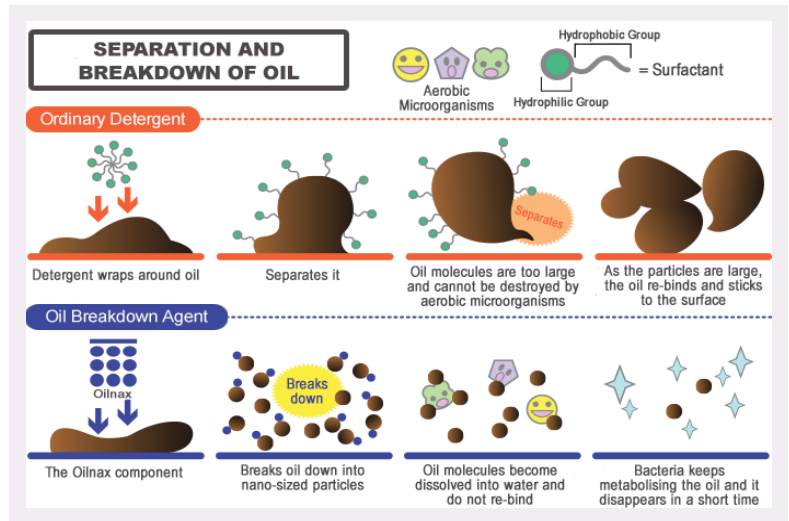 SEPARATION AND
BREAKDOWN OF OIL
Aerobic
Microorganisms
Hydrophobic Group
= Surfactant
Hydrophilic Group
Ordinary Detergent
Detergent wraps around oil
Separates it
Separates
Oil molecules are too large
and cannot be destroyed by
aerobic microorganisms
As the particles are large,
the oil re-binds and sticks
to the surface
Oil Breakdown Agent
Oilnax
The Oilnax component
Breaks
down
Breaks oil down into
nano-sized particles
Oil molecules become
dissolved into water and
do not re-bind
Bacteria keeps
metabolising the oil and it
disappears in a short time